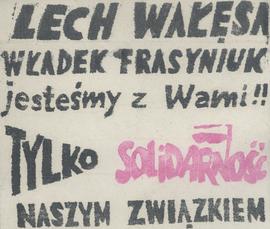 LECH WAŁĘSA
WŁADEK FRASYNIUK
jesteśmy z Wami!!
TYLKO SOLIDARNOŚĆ
NASZYM ZWIĄZKIEM